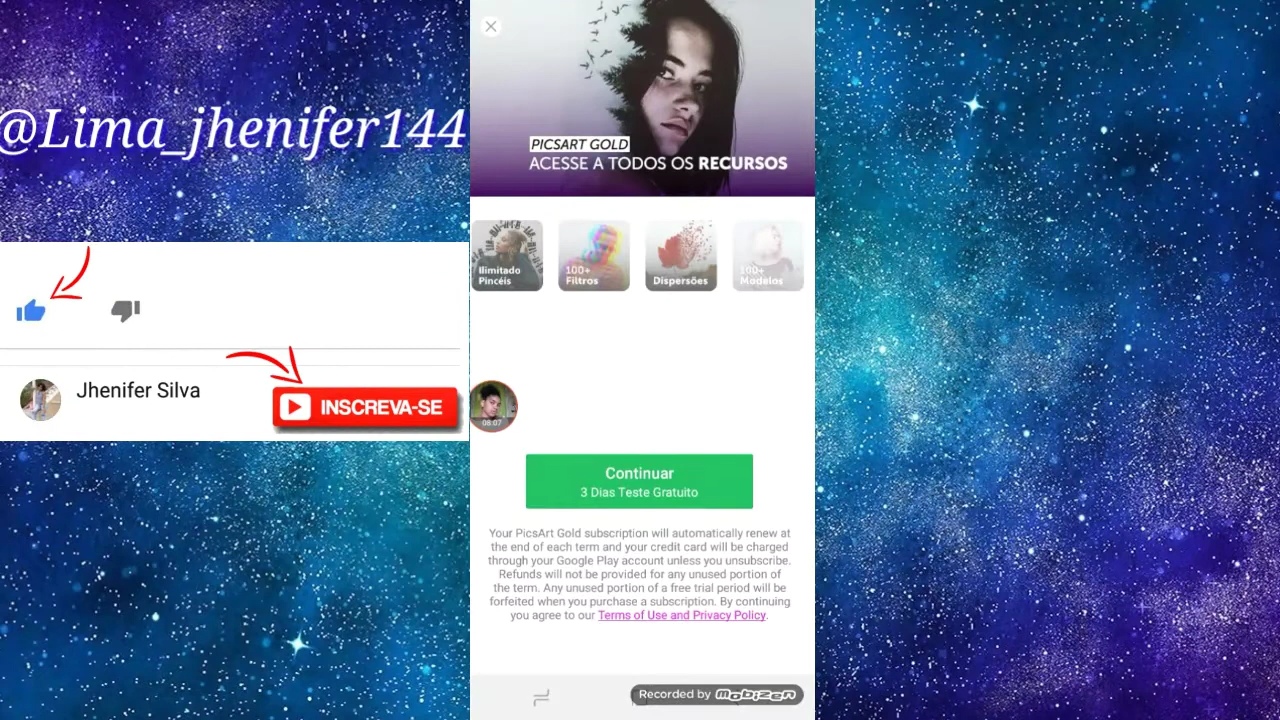 @Lima_jhenifer144
Jhenifer Silva
INSCREVA-SE
PICSART GOLD
ACESSE A TODOS OS RECURSOS
Ilimitado
Pincéis
100+
Filtros
Dispersões
100+
Modelos
08:07
Continuar
3 Dias Teste Gratuito
Your PicsArt Gold subscription will automatically renew at
the end of each term and your credit card will be charged
through your Google Play account unless you unsubscribe.
Refunds will not be provided for any unused portion of
the term. Any unused portion of a free trial period will be
forfeited when you purchase a subscription. By continuing
you agree to our Terms of Use and Privacy Policy.
Recorded by MOBIZEN